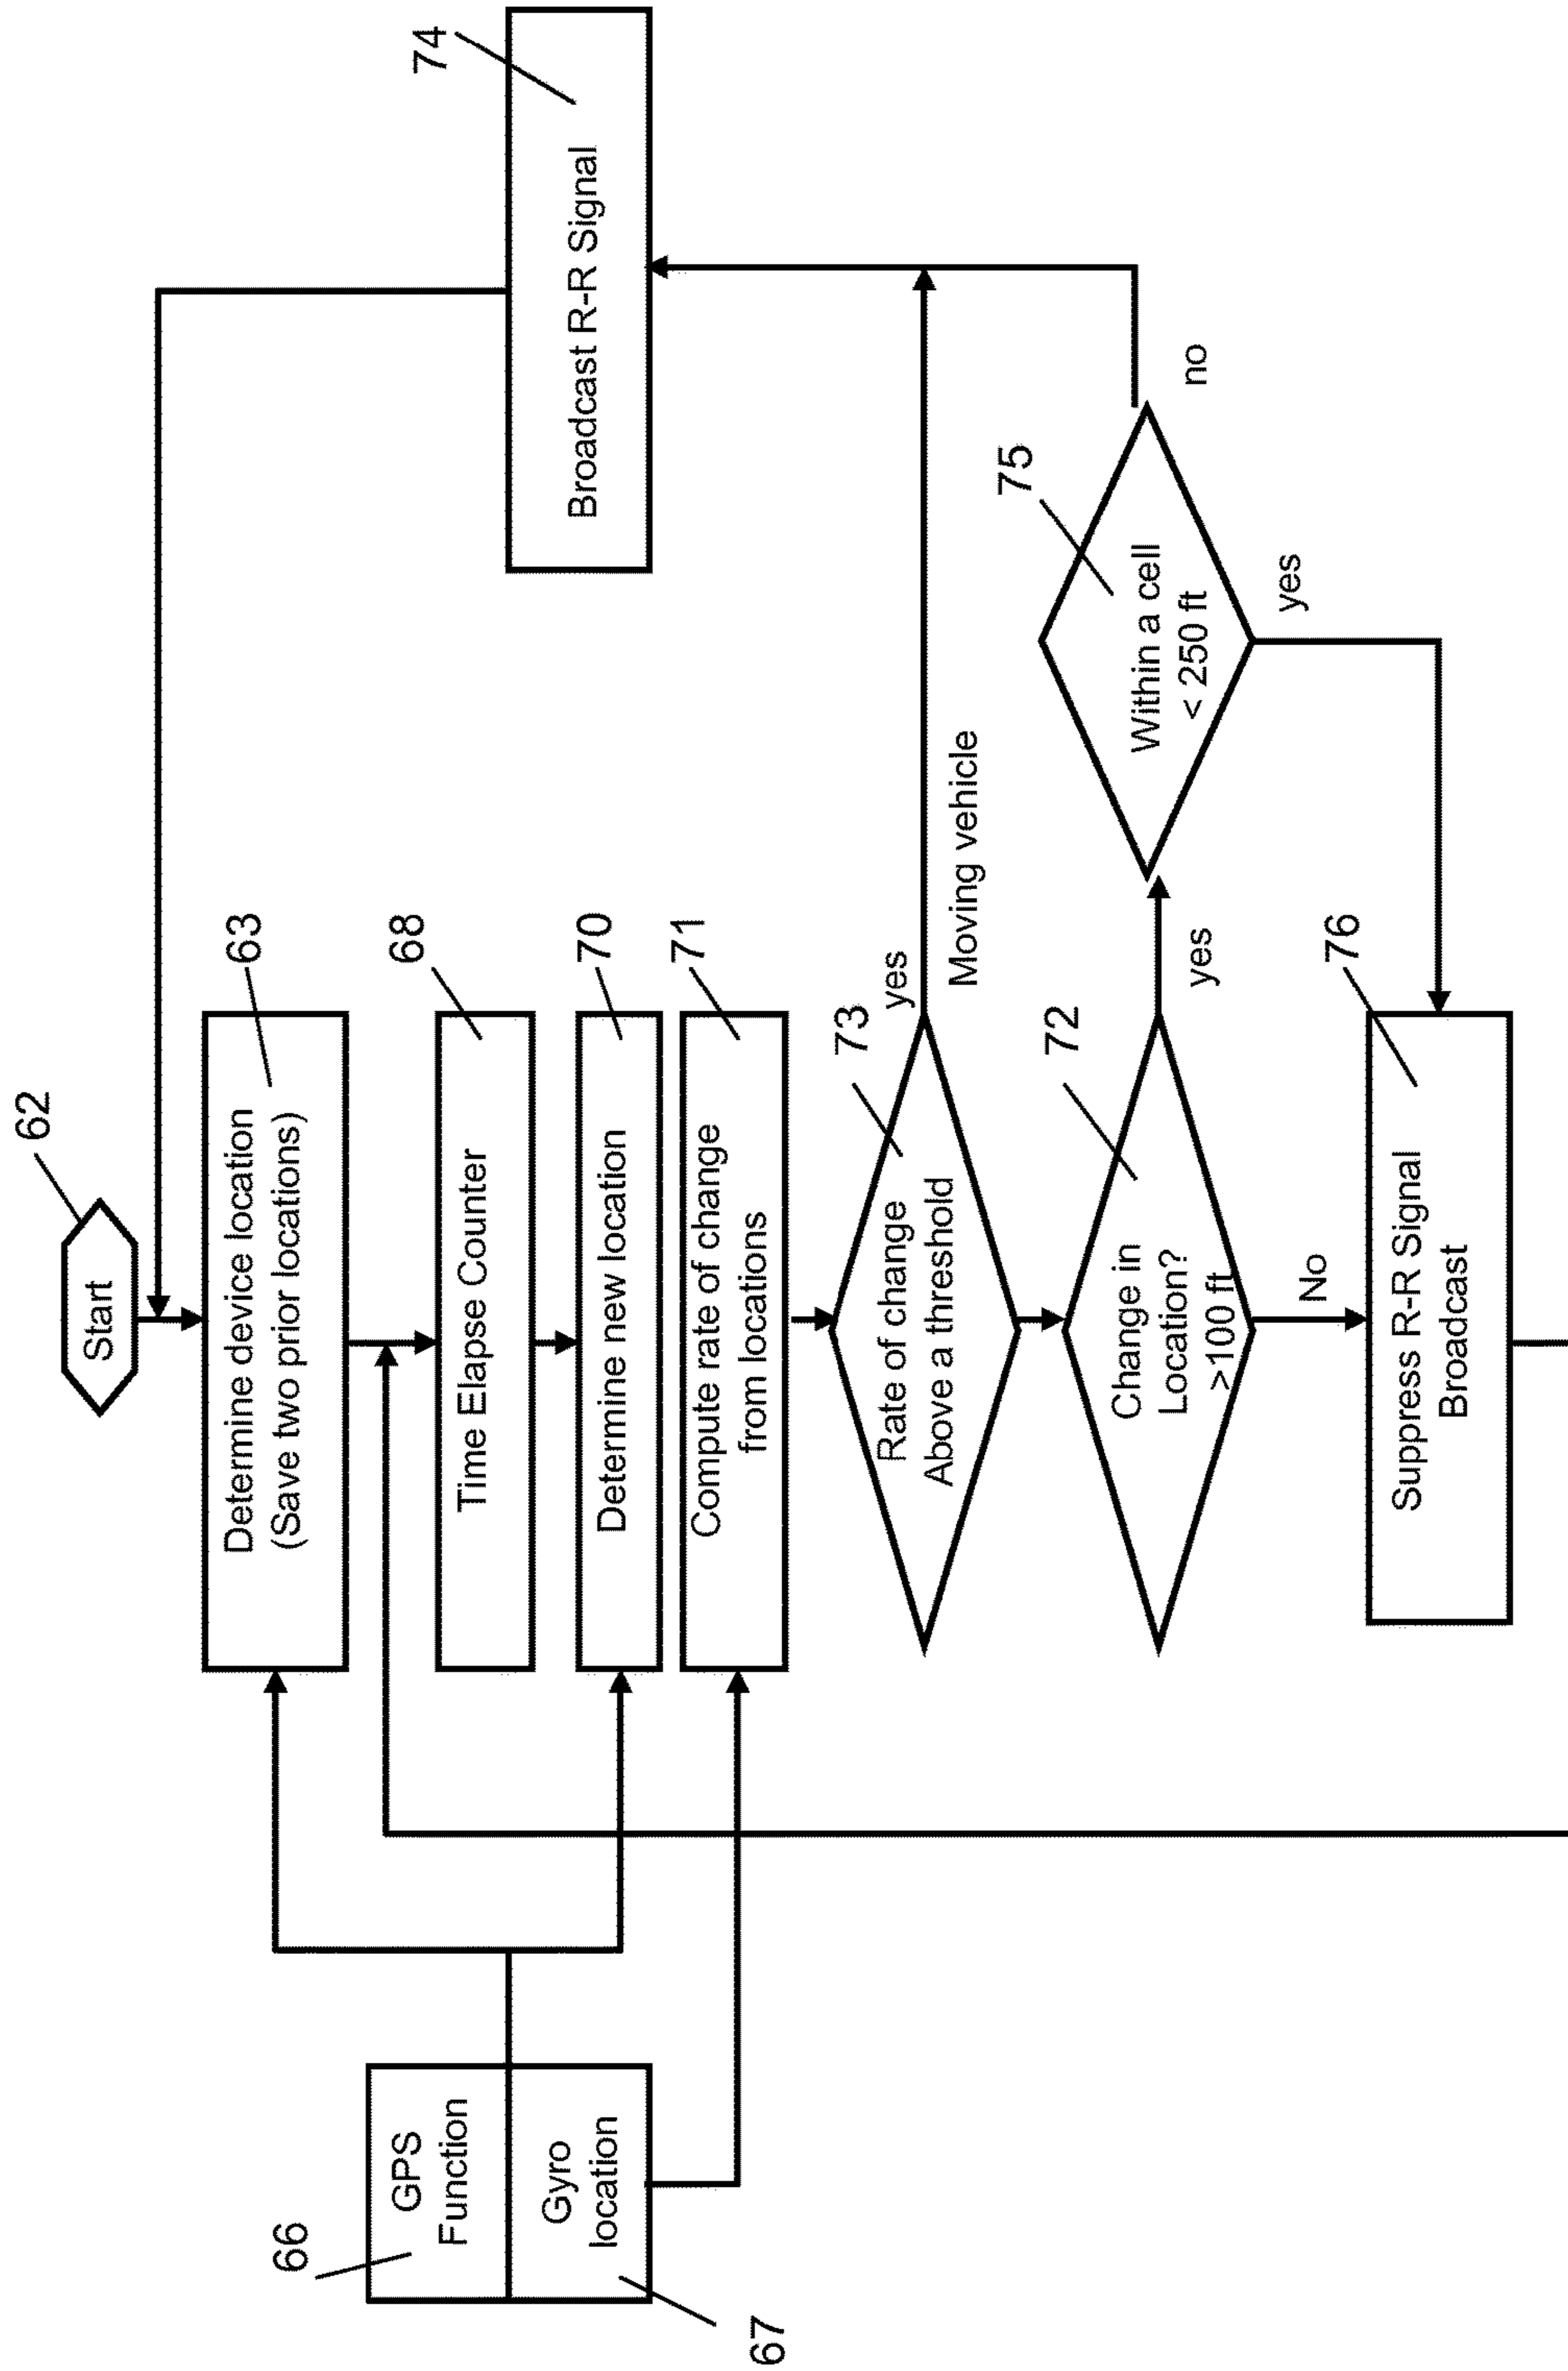 62
Start
63
Determine device location
(Save two prior locations)
66
GPS
Function
Gyro
location
67
68
Time Elapse Counter
70
Determine new location
71
Compute rate of change
from locations
73
Rate of change
Above a threshold
yes
Moving vehicle
74
Broadcast R-R Signal
72
Change in
Location?
>100 ft
yes
No
75
Within a cell
< 250 ft
no
yes
76
Suppress R-R Signal
Broadcast